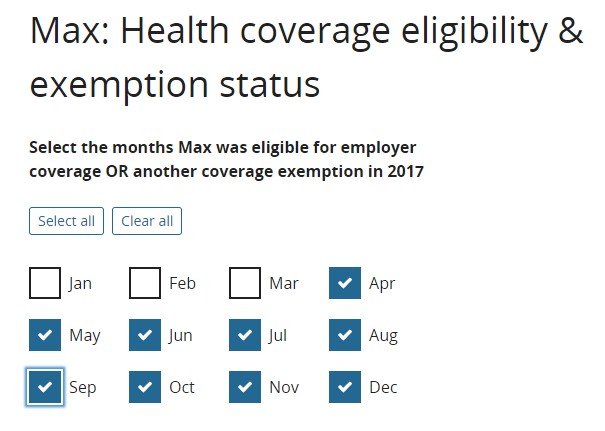 Max: Health coverage eligibility &
exemption status
Select the months Max was eligible for employer
coverage OR another coverage exemption in 2017
Select all Clear all
Jan Feb Mar Apr
May Jun Jul Aug
Sep Oct Nov Dec